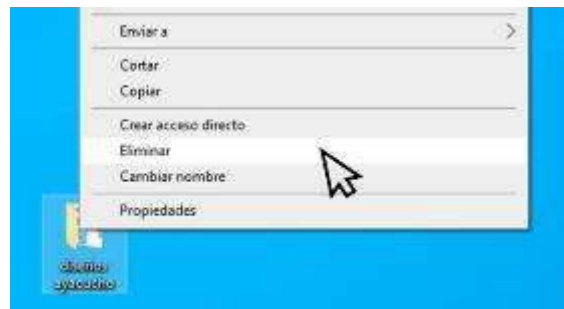 Enviar a
Cortar
Copiar
Crear acceso directo
Eliminar
Cambiar nombre
Propiedades
diseños
ayacucho